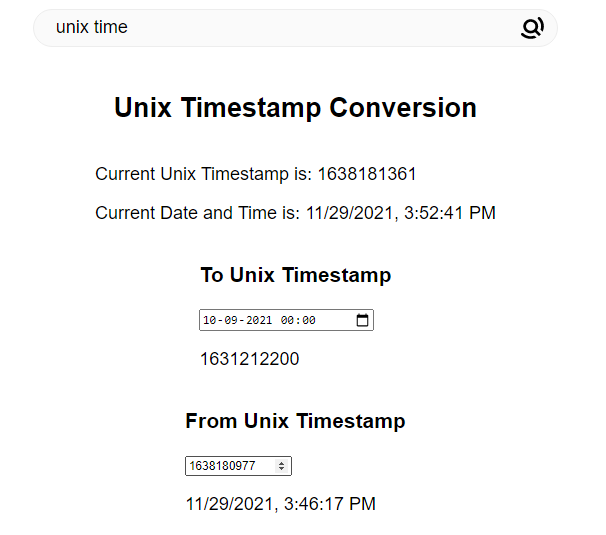 unix time
Unix Timestamp Conversion
Current Unix Timestamp is: 1638181361
Current Date and Time is: 11/29/2021, 3:52:41 PM
To Unix Timestamp
10-09-2021 00:00
1631212200
From Unix Timestamp
1638180977
11/29/2021, 3:46:17 PM